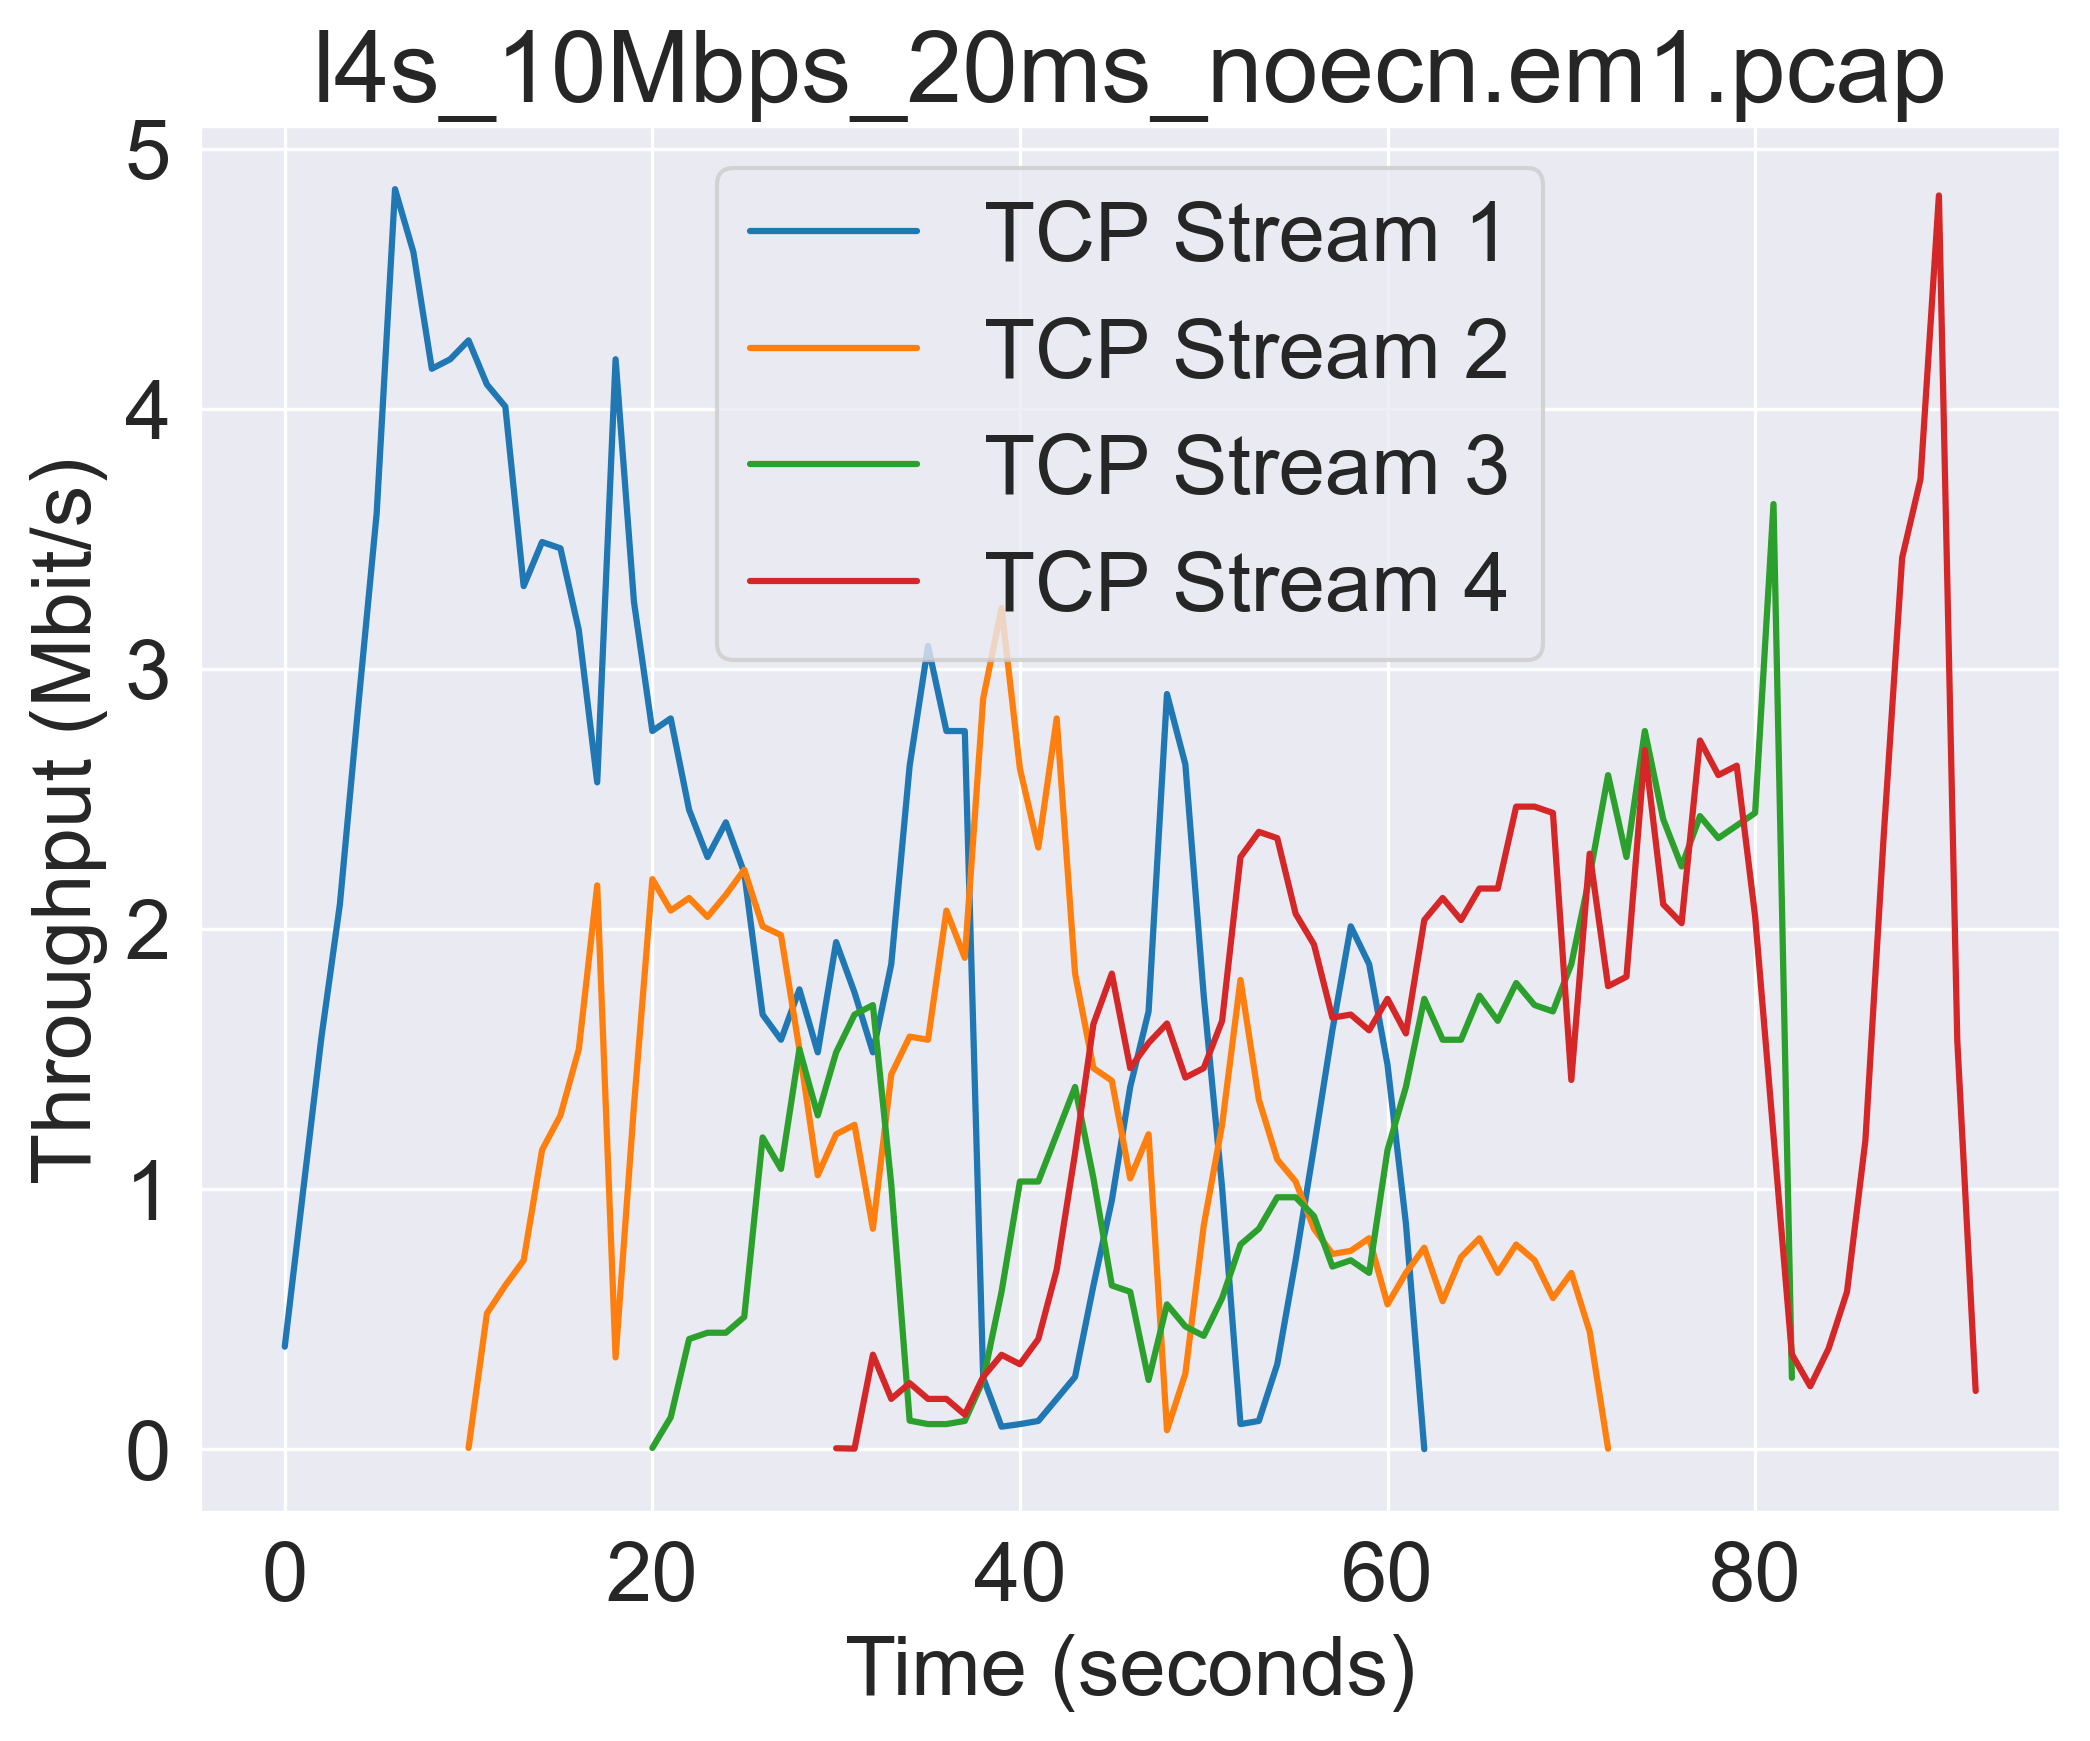 l4s_10Mbps_20ms_noecn.em1.pcap
Throughput (Mbit/s)
5
4
3
2
1
0
TCP Stream 1
TCP Stream 2
TCP Stream 3
TCP Stream 4
0 20 40 60 80
Time (seconds)